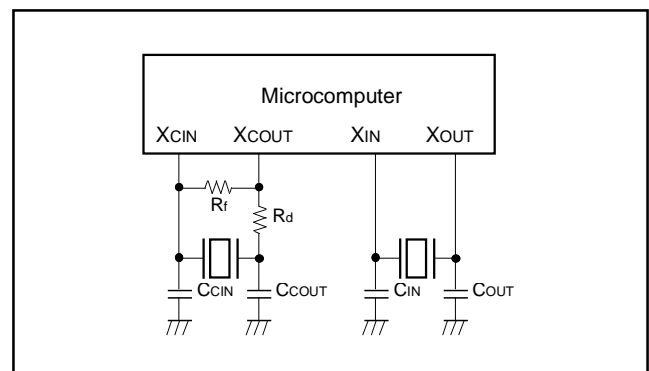 Microcomputer
XCIN XCOUT XIN XOUT
Rf
Rd
CCIN CCOUT CIN COUT